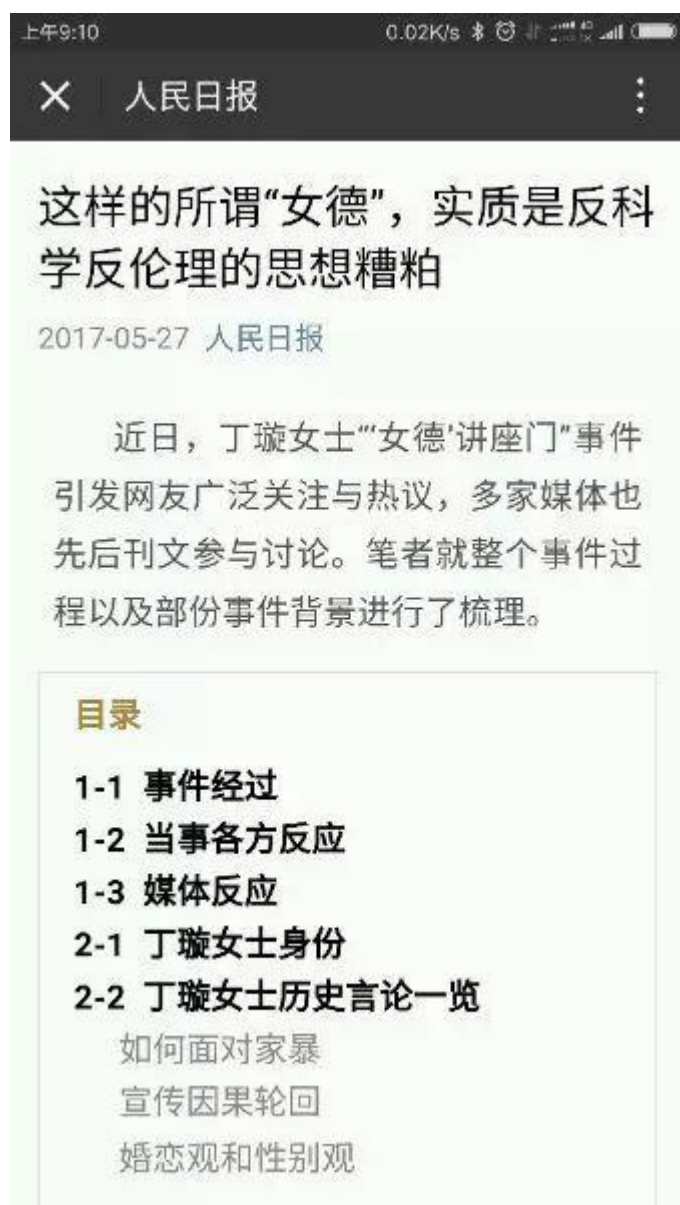 上午9:10 0.02K/s
人民日报
这样的所谓“女德”，实质是反科
学反伦理的思想糟粕
2017-05-27 人民日报
近日，丁璇女士“‘女德’讲座门”事件
引发网友广泛关注与热议，多家媒体也
先后刊文参与讨论。笔者就整个事件过
程以及部份事件背景进行了梳理。
目录
1-1 事件经过
1-2 当事各方反应
1-3 媒体反应
2-1 丁璇女士身份
2-2 丁璇女士历史言论一览
如何面对家暴
宣传因果轮回
婚恋观和性别观